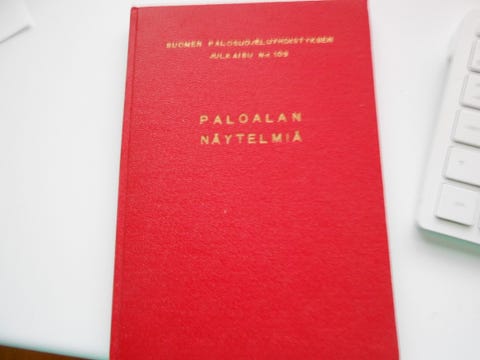 SUOMEN PALOSUOJELUYHDISTYKSEN
JULKAISU N:o 109
PALOALAN
NÄYTELMIÄ